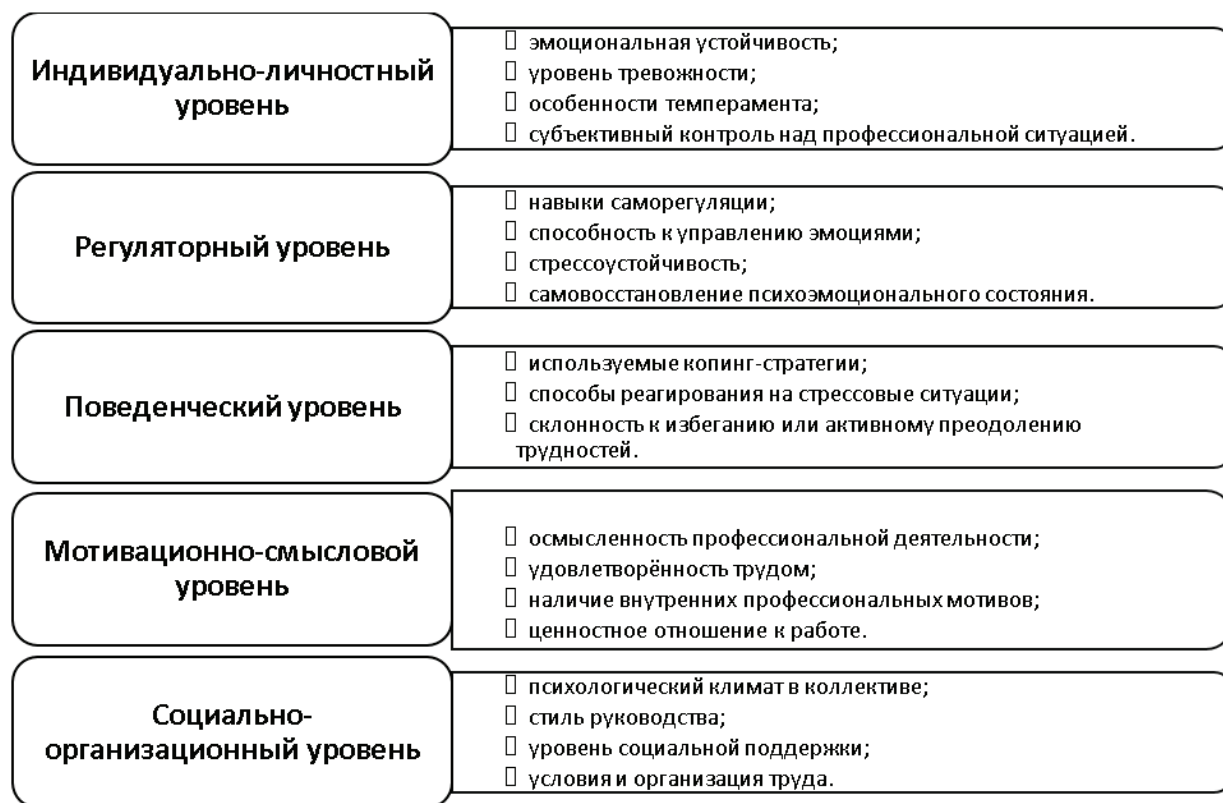 Индивидуально-личностный
уровень
эмоциональная устойчивость;
уровень тревожности;
особенности темперамента;
субъективный контроль над профессиональной ситуацией.
Регуляторный уровень
навыки саморегуляции;
способность к управлению эмоциями;
стрессоустойчивость;
самовосстановление психоэмоционального состояния.
Поведенческий уровень
используемые копинг-стратегии;
способы реагирования на стрессовые ситуации;
склонность к избеганию или активному преодолению
трудностей.
Мотивационно-смысловой
уровень
осмысленность профессиональной деятельности;
удовлетворённость трудом;
наличие внутренних профессиональных мотивов;
ценностное отношение к работе.
Социально-
организационный уровень
психологический климат в коллективе;
стиль руководства;
уровень социальной поддержки;
условия и организация труда.